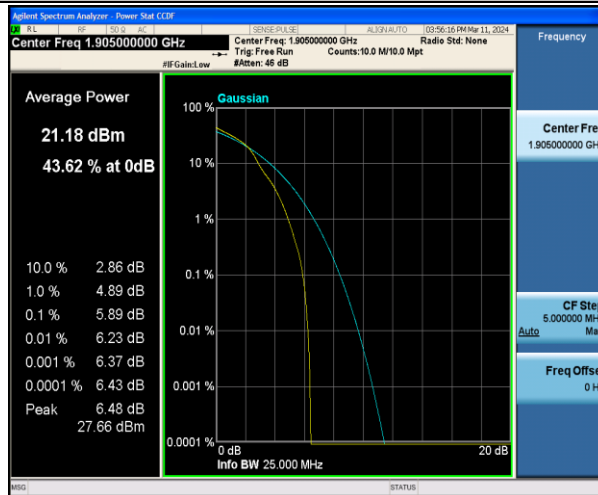 Agilent Spectrum Analyzer - Power Stat CCDF
RL RF 50 Ω AC SENSE:PULSE ALIGN AUTO 03:56:16 PM Mar 11, 2024
Center Freq 1.905000000 GHz
Center Freq: 1.905000000 GHz Radio Std: None
Trig: Free Run Counts:10.0 M/10.0 Mpt
#IFGain:Low #Atten: 46 dB
Frequency
Average Power
21.18 dBm
43.62 % at 0dB
10.0 % 2.86 dB
1.0 % 4.89 dB
0.1 % 5.89 dB
0.01 % 6.23 dB
0.001 % 6.37 dB
0.0001 % 6.43 dB
Peak 6.48 dB
27.66 dBm
Gaussian
100 %
10 %
1 %
0.1 %
0.01 %
0.001 %
0.0001 %
0 dB 20 dB
Info BW 25.000 MHz
Center Fre
1.905000000 GH
CF Ste
5.000000 MH
Auto Ma
Freq Offse
0 H
MSG STATUS